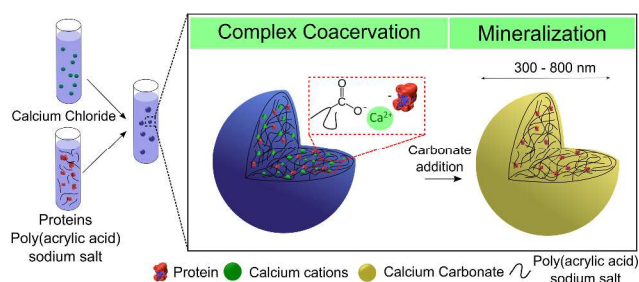 Complex Coacervation
Mineralization
Calcium Chloride
Proteins
Poly(acrylic acid)
sodium salt
O
O
-
-
Ca2+
Carbonate
addition
300 - 800 nm
Protein
Calcium cations
Calcium Carbonate
Poly(acrylic acid)
sodium salt